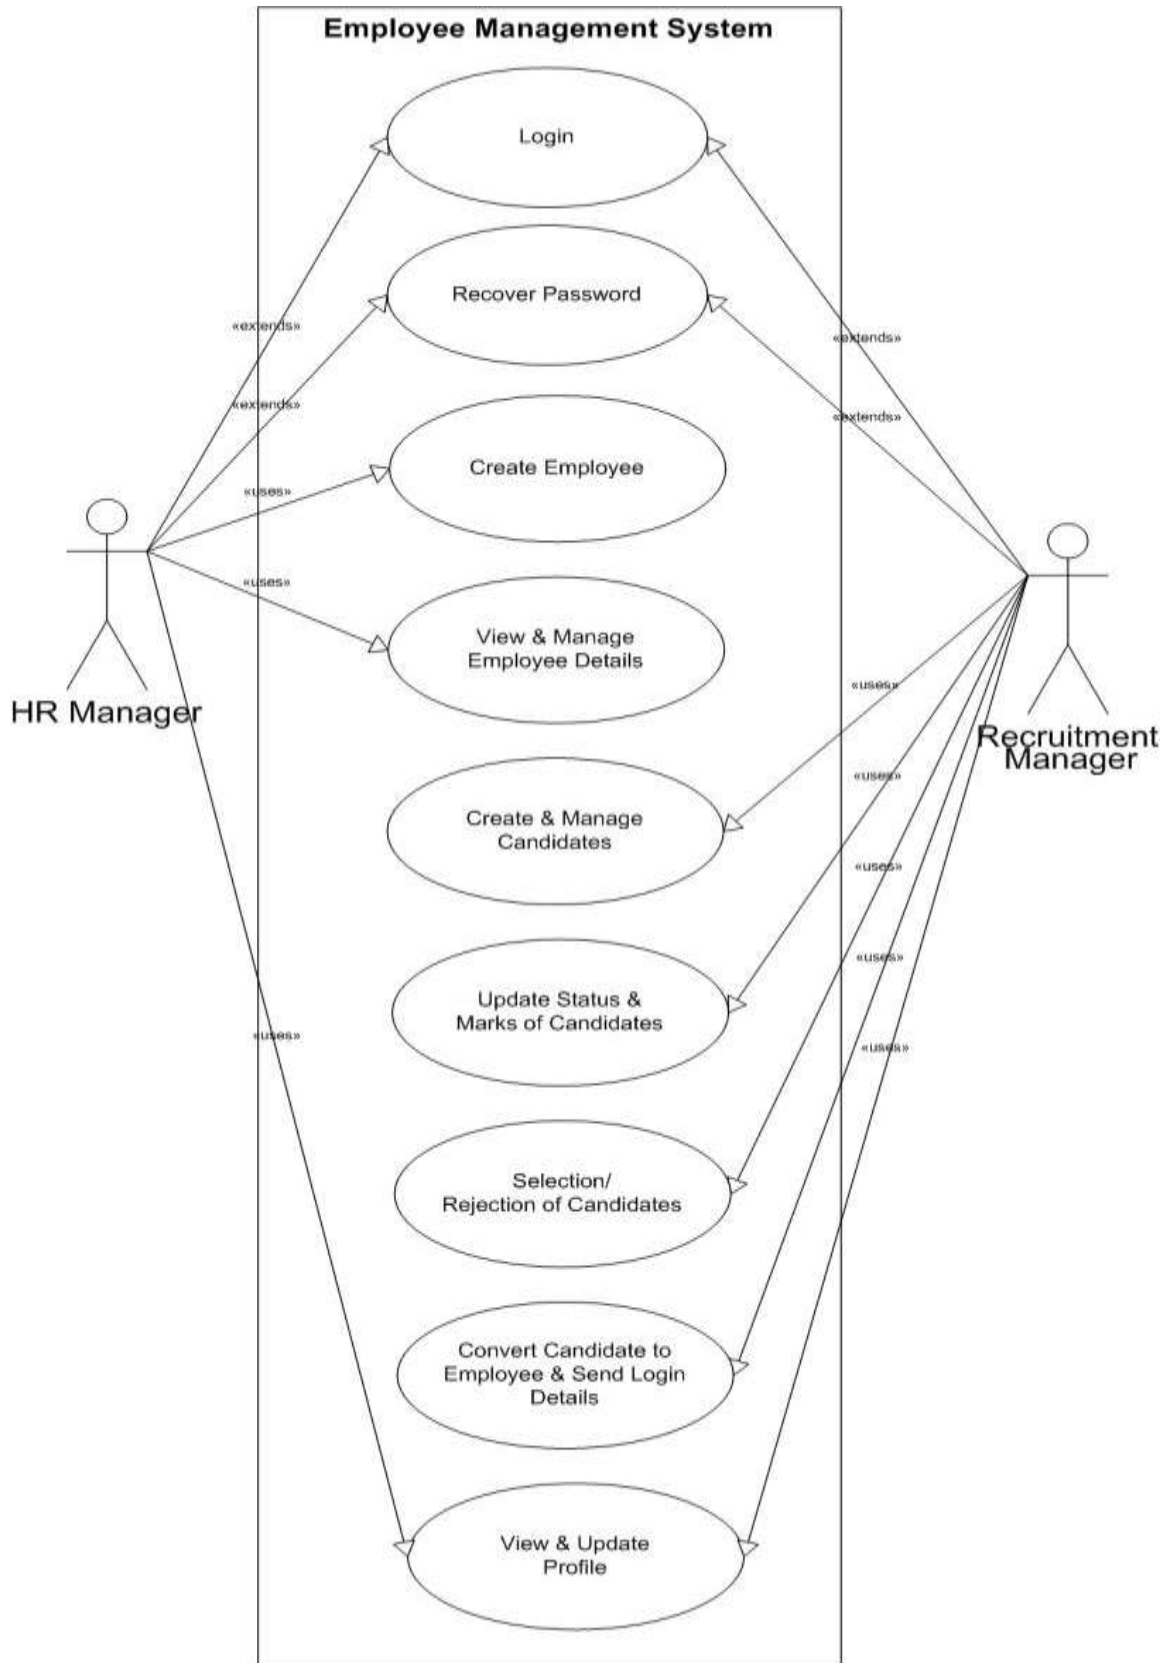 Employee Management System
Login
Recover Password
«extends»
«extends»
«extends»
«extends»
Create Employee
«uses»
«uses»
View & Manage
Employee Details
HR Manager
«uses»
Recruitment
Manager
«uses»
Create & Manage
Candidates
«uses»
«uses»
Update Status &
Marks of Candidates
«uses»
«uses»
Selection/
Rejection of Candidates
Convert Candidate to
Employee & Send Login
Details
View & Update
Profile